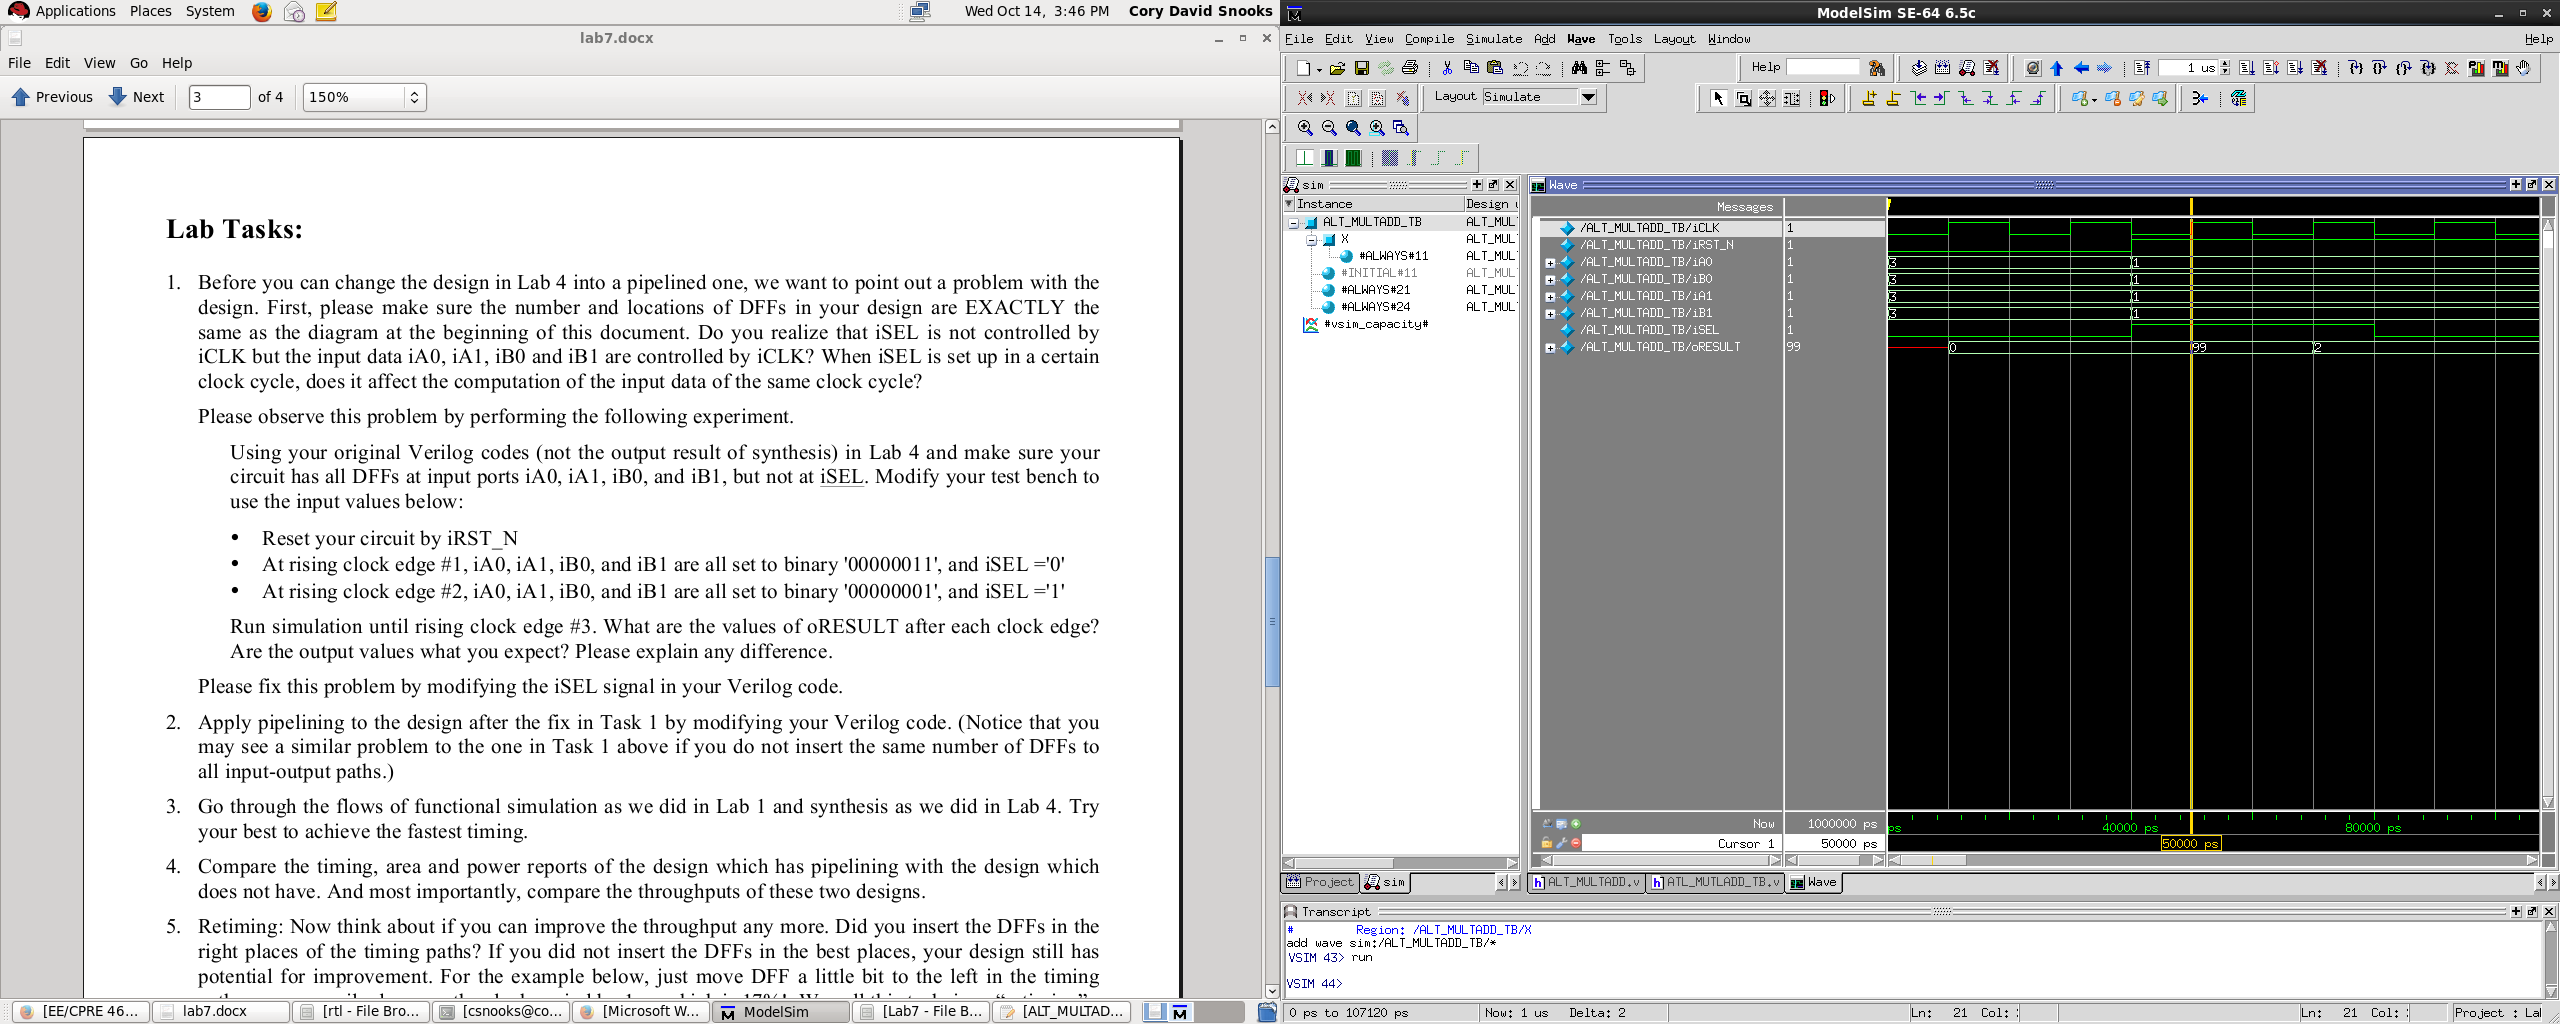 Applications Places System
Wed Oct 14, 3:46 PM Cory David Snooks
lab7.docx
File Edit View Go Help
Previous Next 3 of 4 150%
Lab Tasks:
1. Before you can change the design in Lab 4 into a pipelined one, we want to point out a problem with the
design. First, please make sure the number and locations of DFFs in your design are EXACTLY the
same as the diagram at the beginning of this document. Do you realize that iSEL is not controlled by
iCLK but the input data iA0, iA1, iB0 and iB1 are controlled by iCLK? When iSEL is set up in a certain
clock cycle, does it affect the computation of the input data of the same clock cycle?
Please observe this problem by performing the following experiment.
Using your original Verilog codes (not the output result of synthesis) in Lab 4 and make sure your
circuit has all DFFs at input ports iA0, iA1, iB0, and iB1, but not at iSEL. Modify your test bench to
use the input values below:
• Reset your circuit by iRST_N
• At rising clock edge #1, iA0, iA1, iB0, and iB1 are all set to binary '00000011', and iSEL ='0'
• At rising clock edge #2, iA0, iA1, iB0, and iB1 are all set to binary '00000001', and iSEL ='1'
Run simulation until rising clock edge #3. What are the values of oRESULT after each clock edge?
Are the output values what you expect? Please explain any difference.
Please fix this problem by modifying the iSEL signal in your Verilog code.
2. Apply pipelining to the design after the fix in Task 1 by modifying your Verilog code. (Notice that you
may see a similar problem to the one in Task 1 above if you do not insert the same number of DFFs to
all input-output paths.)
3. Go through the flows of functional simulation as we did in Lab 1 and synthesis as we did in Lab 4. Try
your best to achieve the fastest timing.
4. Compare the timing, area and power reports of the design which has pipelining with the design which
does not have. And most importantly, compare the throughputs of these two designs.
5. Retiming: Now think about if you can improve the throughput any more. Did you insert the DFFs in the
right places of the timing paths? If you did not insert the DFFs in the best places, your design still has
potential for improvement. For the example below, just move DFF a little bit to the left in the timing
[EE/CPRE 46... lab7.docx [rtl - File Bro... [csnooks@co... [Microsoft W... ModelSim [Lab7 - File B... [ALT_MULTAD...
ModelSim SE-64 6.5c
File Edit View Compile Simulate Add Wave Tools Layout Window Help
Help 1 us
Layout Simulate
sim
Instance Design u
ALT_MULTADD_TB ALT_MUL
X ALT_MUL
#ALWAYS#11 ALT_MUL
#INITIAL#11 ALT_MUL
#ALWAYS#21 ALT_MUL
#ALWAYS#24 ALT_MUL
#vsim_capacity#
Project sim
Wave
Messages
/ALT_MULTADD_TB/iCLK 1
/ALT_MULTADD_TB/iRST_N 1
/ALT_MULTADD_TB/iA0 1 3 1
/ALT_MULTADD_TB/iB0 1 3 1
/ALT_MULTADD_TB/iA1 1 3 1
/ALT_MULTADD_TB/iB1 1 3 1
/ALT_MULTADD_TB/iSEL 1
/ALT_MULTADD_TB/oRESULT 99 0 99 2
Now 1000000 ps ps 40000 ps 80000 ps
Cursor 1 50000 ps 50000 ps
ALT_MULTADD.v ATL_MUTLADD_TB.v Wave
Transcript
# Region: /ALT_MULTADD_TB/X
add wave sim:/ALT_MULTADD_TB/*
VSIM 43> run
VSIM 44>
0 ps to 107120 ps Now: 1 us Delta: 2 Ln: 21 Col: Ln: 21 Col: Project : Lal